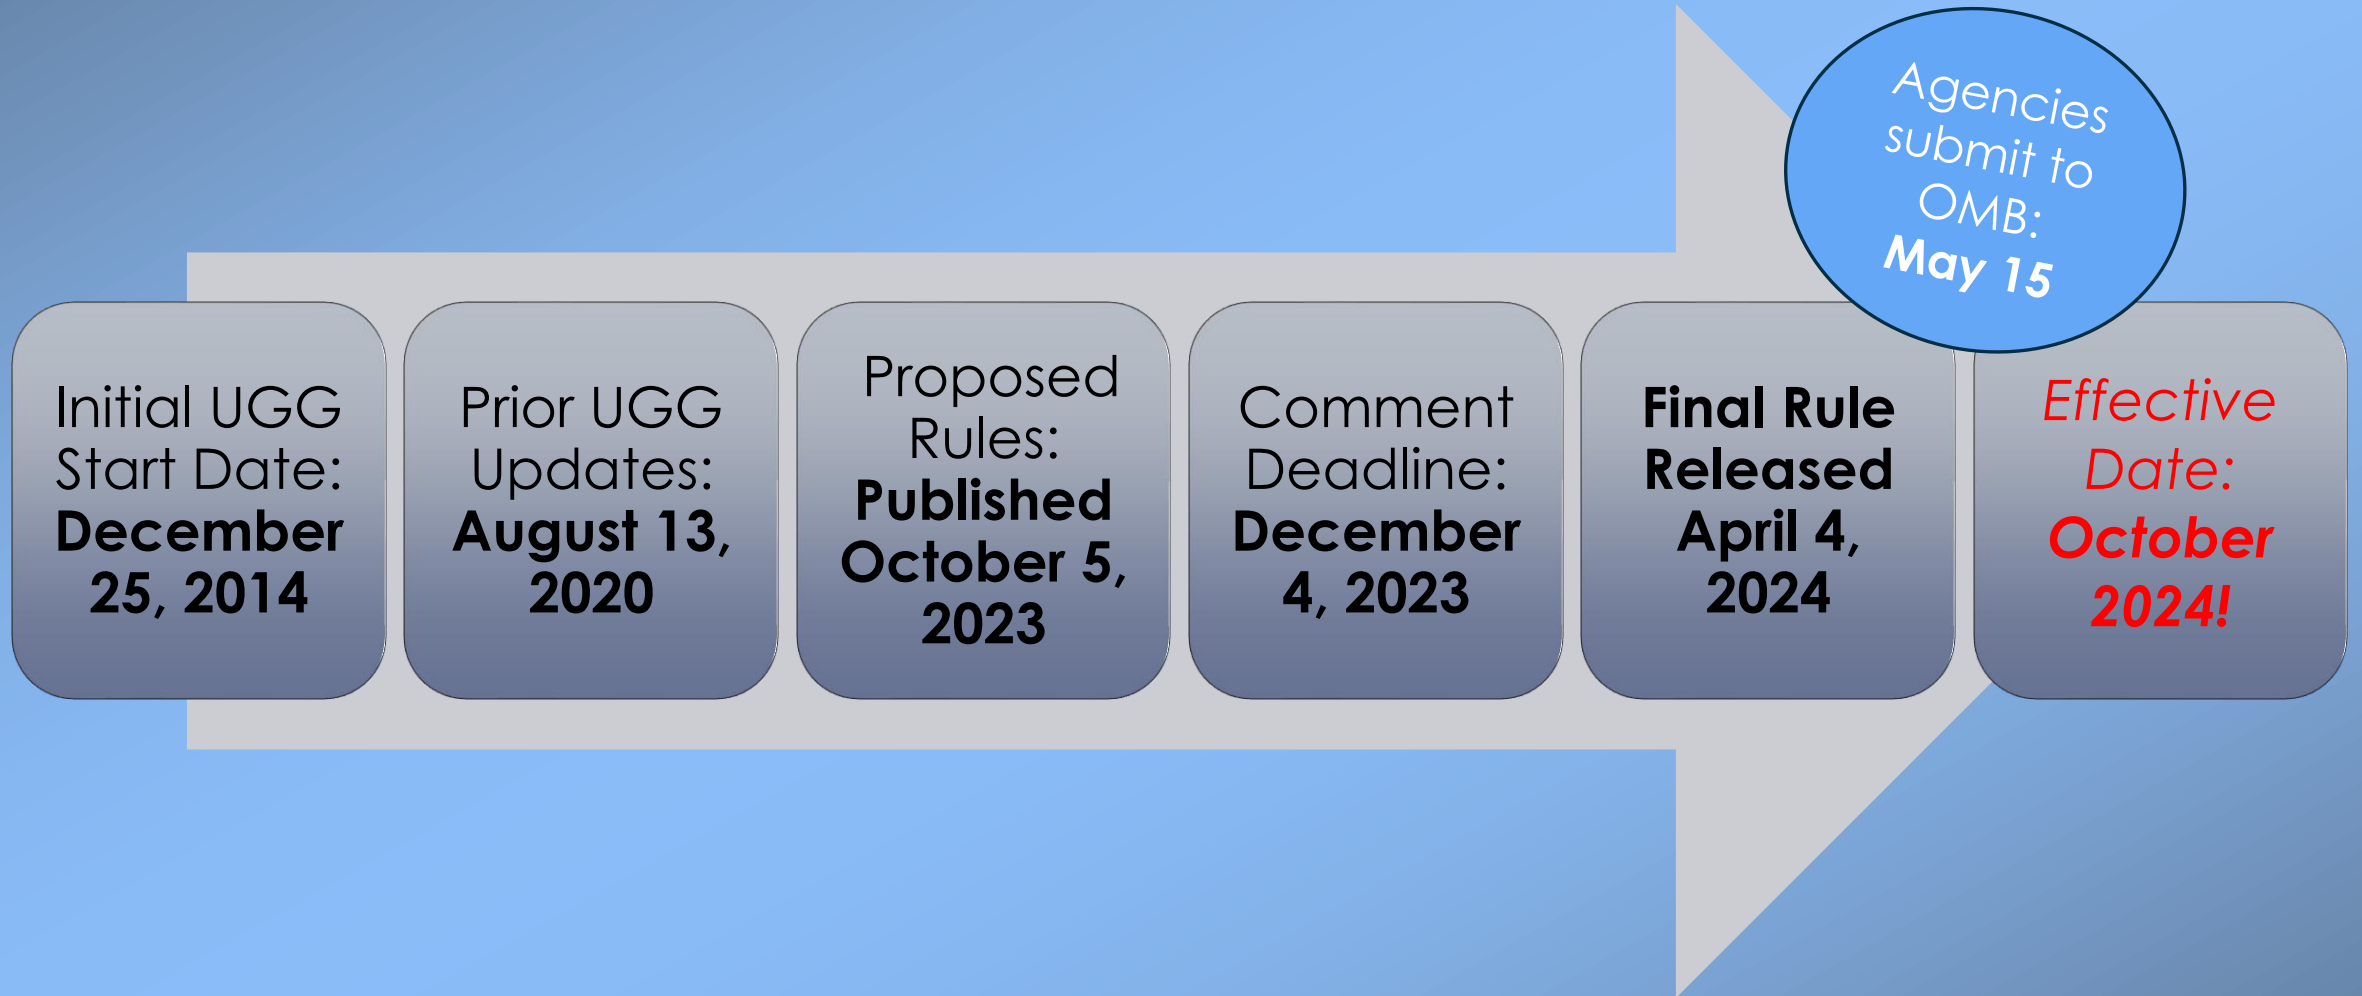 Initial UGG
Start Date:
December
25, 2014
Prior UGG
Updates:
August 13,
2020
Proposed
Rules:
Published
October 5,
2023
Comment
Deadline:
December
4, 2023
Final Rule
Released
April 4,
2024
Agencies
submit to
OMB:
May 15
Effective
Date:
October
2024!